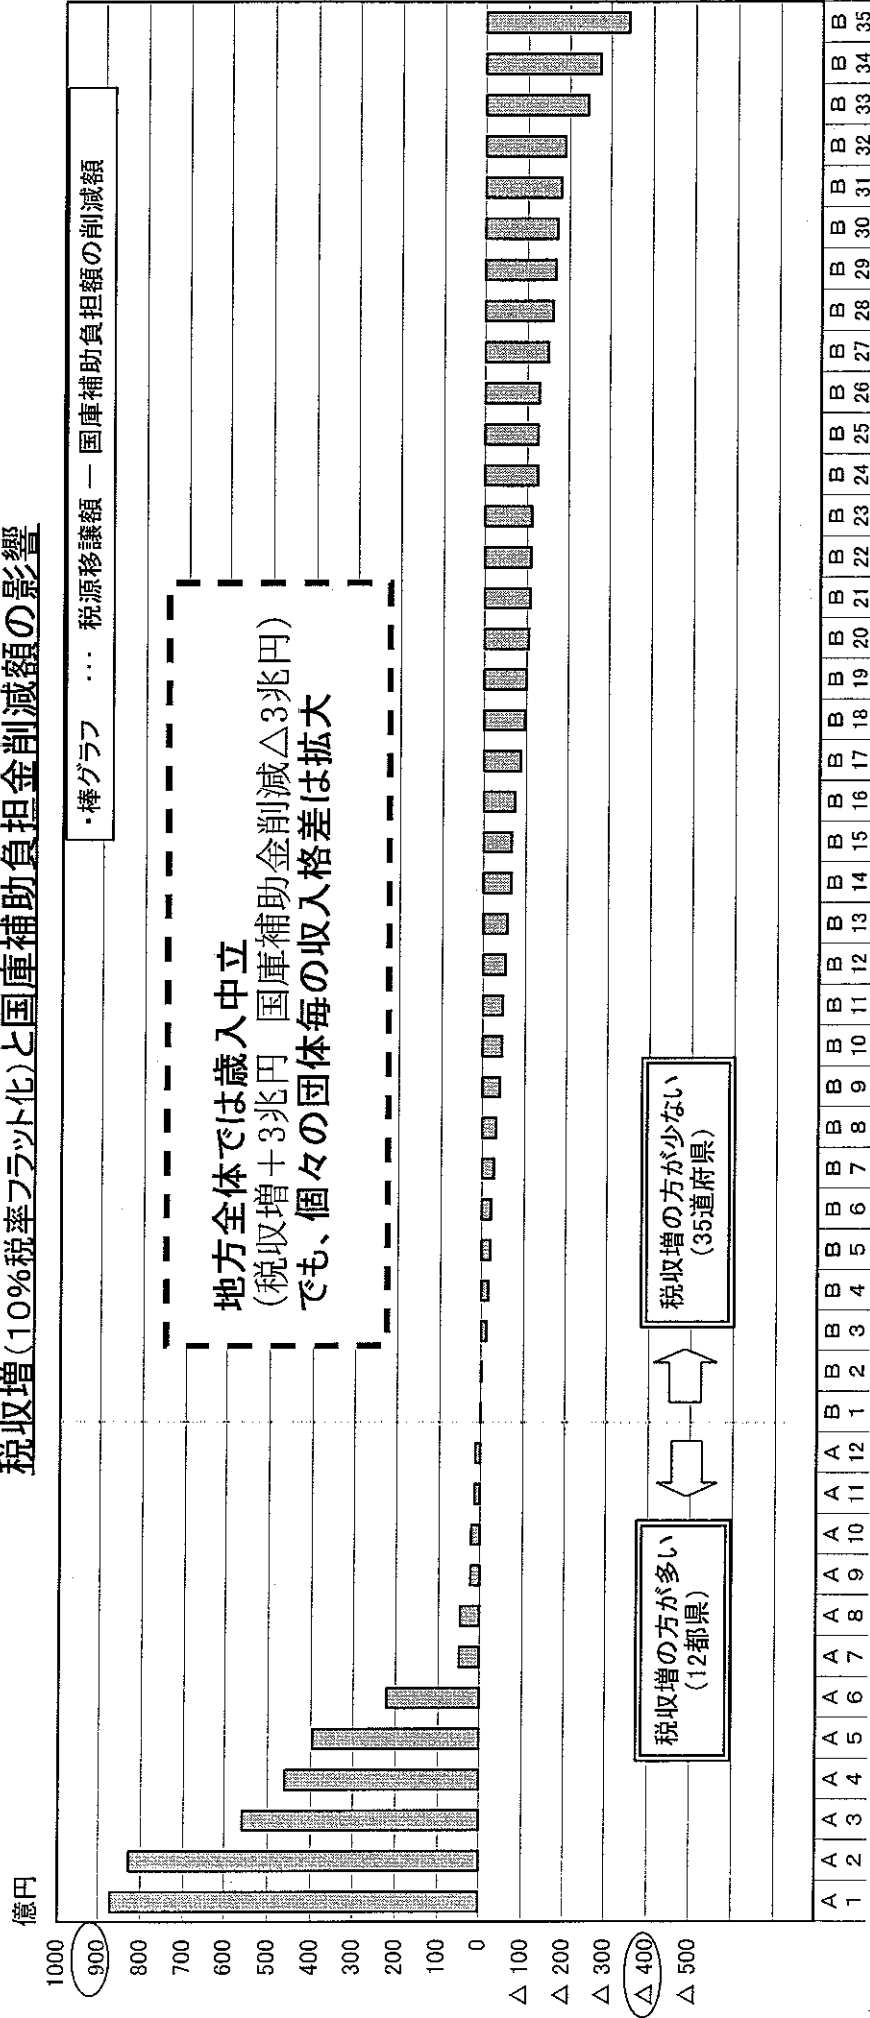 税収増(10%税率フラット化)と国庫補助負担金削減額の影響
億円
・棒グラフ ‥・ 税源移譲額 － 国庫補助負担額の削減額
1000
900
800
700
600
500
400
300
200
100
0
△ 100
△ 200
△ 300
△ 400
△ 500
地方全体では歳入中立
(税収増＋3兆円 国庫補助金削減△3兆円)
でも、個々の団体毎の収入格差は拡大
税収増の方が多い
(12都県)
税収増の方が少ない
(35道府県)
A A A A A A A A A A A A B B B B B B B B B B B B B B B B B B B B B B B B B B B B B B B B B B B
1 2 3 4 5 6 7 8 9 10 11 12 1 2 3 4 5 6 7 8 9 10 11 12 13 14 15 16 17 18 19 20 21 22 23 24 25 26 27 28 29 30 31 32 33 34 35